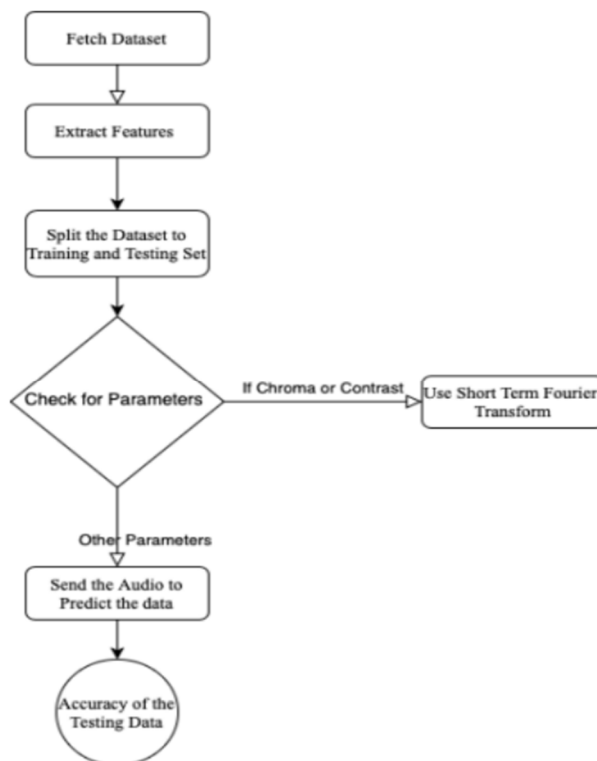 Fetch Dataset
Extract Features
Split the Dataset to
Training and Testing Set
Check for Parameters
If Chroma or Contrast
Use Short Term Fourier
Transform
Other Parameters
Send the Audio to
Predict the data
Accuracy of the
Testing Data